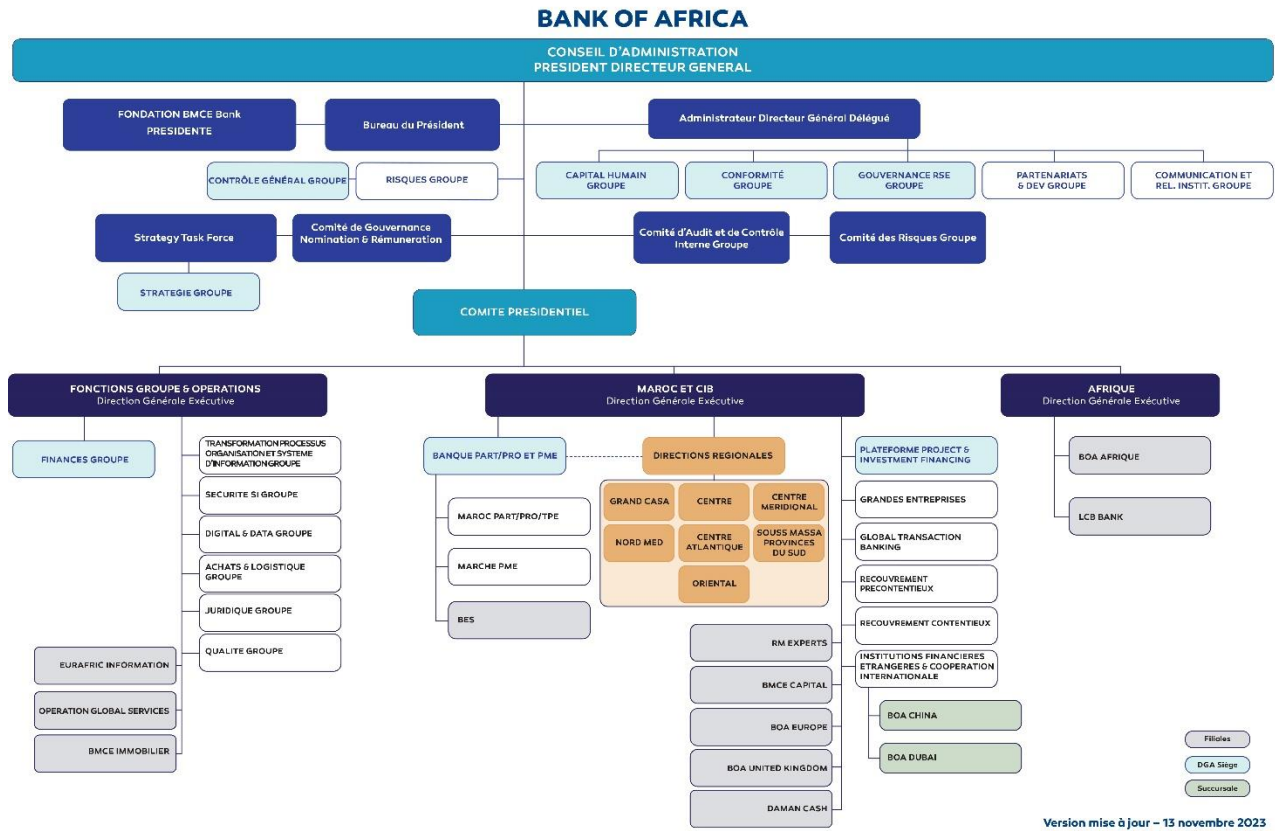 BANK OF AFRICA
CONSEIL D'ADMINISTRATION
PRESIDENT DIRECTEUR GENERAL
FONDATION BMCE Bank
PRESIDENTE
Bureau du Président
Administrateur Directeur Général Délégué
CONTRÔLE GÉNÉRAL GROUPE
RISQUES GROUPE
CAPITAL HUMAIN
GROUPE
CONFORMITÉ
GROUPE
GOUVERNANCE RSE
GROUPE
PARTENARIATS
& DEV GROUPE
COMMUNICATION ET
REL. INSTIT. GROUPE
Strategy Task Force
Comité de Gouvernance
Nomination & Rémuneration
Comité d'Audit et de Contrôle
Interne Groupe
Comité des Risques Groupe
STRATEGIE GROUPE
COMITE PRESIDENTIEL
FONCTIONS GROUPE & OPERATIONS
Direction Générale Exécutive
MAROC ET CIB
Direction Générale Exécutive
AFRIQUE
Direction Générale Exécutive
FINANCES GROUPE
TRANSFORMATION PROCESSUS
ORGANISATION ET SYSTEME
D'INFORMATION GROUPE
SECURITE SI GROUPE
DIGITAL & DATA GROUPE
ACHATS & LOGISTIQUE
GROUPE
JURIDIQUE GROUPE
QUALITE GROUPE
EURAFRIC INFORMATION
OPERATION GLOBAL SERVICES
BMCE IMMOBILIER
BANQUE PART/PRO ET PME
MAROC PART/PRO/TPE
MARCHE PME
BES
DIRECTIONS REGIONALES
GRAND CASA
CENTRE
CENTRE
MERIDIONAL
NORD MED
CENTRE
ATLANTIQUE
SOUSS MASSA
PROVINCES
DU SUD
ORIENTAL
PLATEFORME PROJECT &
INVESTMENT FINANCING
GRANDES ENTREPRISES
GLOBAL TRANSACTION
BANKING
RECOUVREMENT
PRECONTENTIEUX
RECOUVREMENT CONTENTIEUX
INSTITUTIONS FINANCIERES
ETRANGERES & COOPERATION
INTERNATIONALE
BOA CHINA
BOA DUBAI
RM EXPERTS
BMCE CAPITAL
BOA EUROPE
BOA UNITED KINGDOM
DAMAN CASH
BOA AFRIQUE
LCB BANK
Filiales
DGA Siège
Succursale
Version mise à jour – 13 novembre 2023